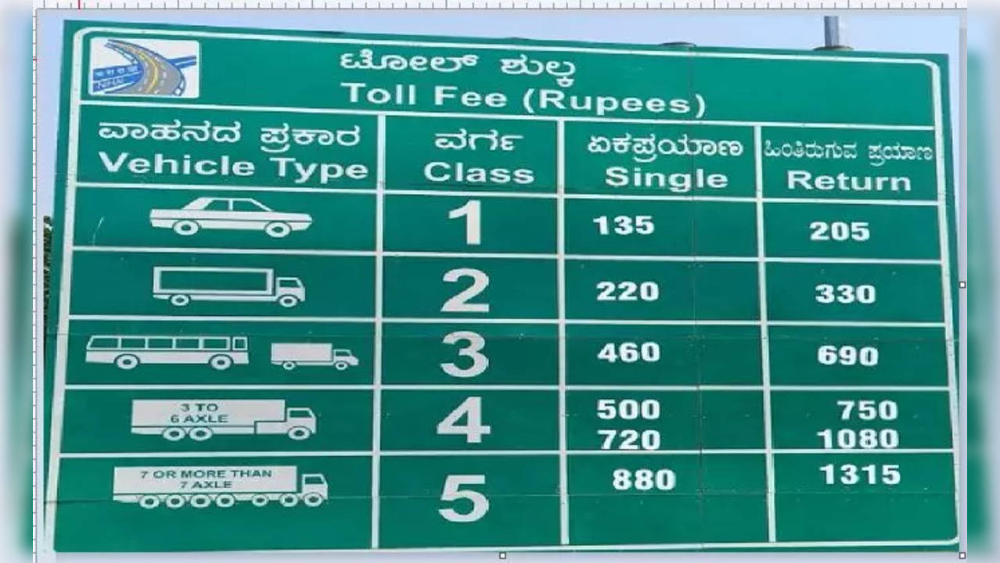 ಟೋಲ್ ಶುಲ್ಕ
Toll Fee (Rupees)
ವಾಹನದ ಪ್ರಕಾರ
Vehicle Type
ವರ್ಗ
Class
ಏಕಪ್ರಯಾಣ
Single
ಹಿಂತಿರುಗುವ ಪ್ರಯಾಣ
Return
1 135 205
2 220 330
3 460 690
3 TO
6 AXLE
4
500 750
720 1080
7 OR MORE THAN
7 AXLE
5
880 1315